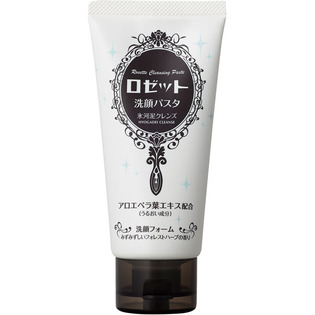 Rosette Cleansing Paste
ロゼット
洗顔パスタ
氷河泥クレンズ
HYOGADEI CLEANSE
アロエベラ葉エキス配合
(うるおい成分)
洗顔フォーム
みずみずしいフォレストハーブの香り